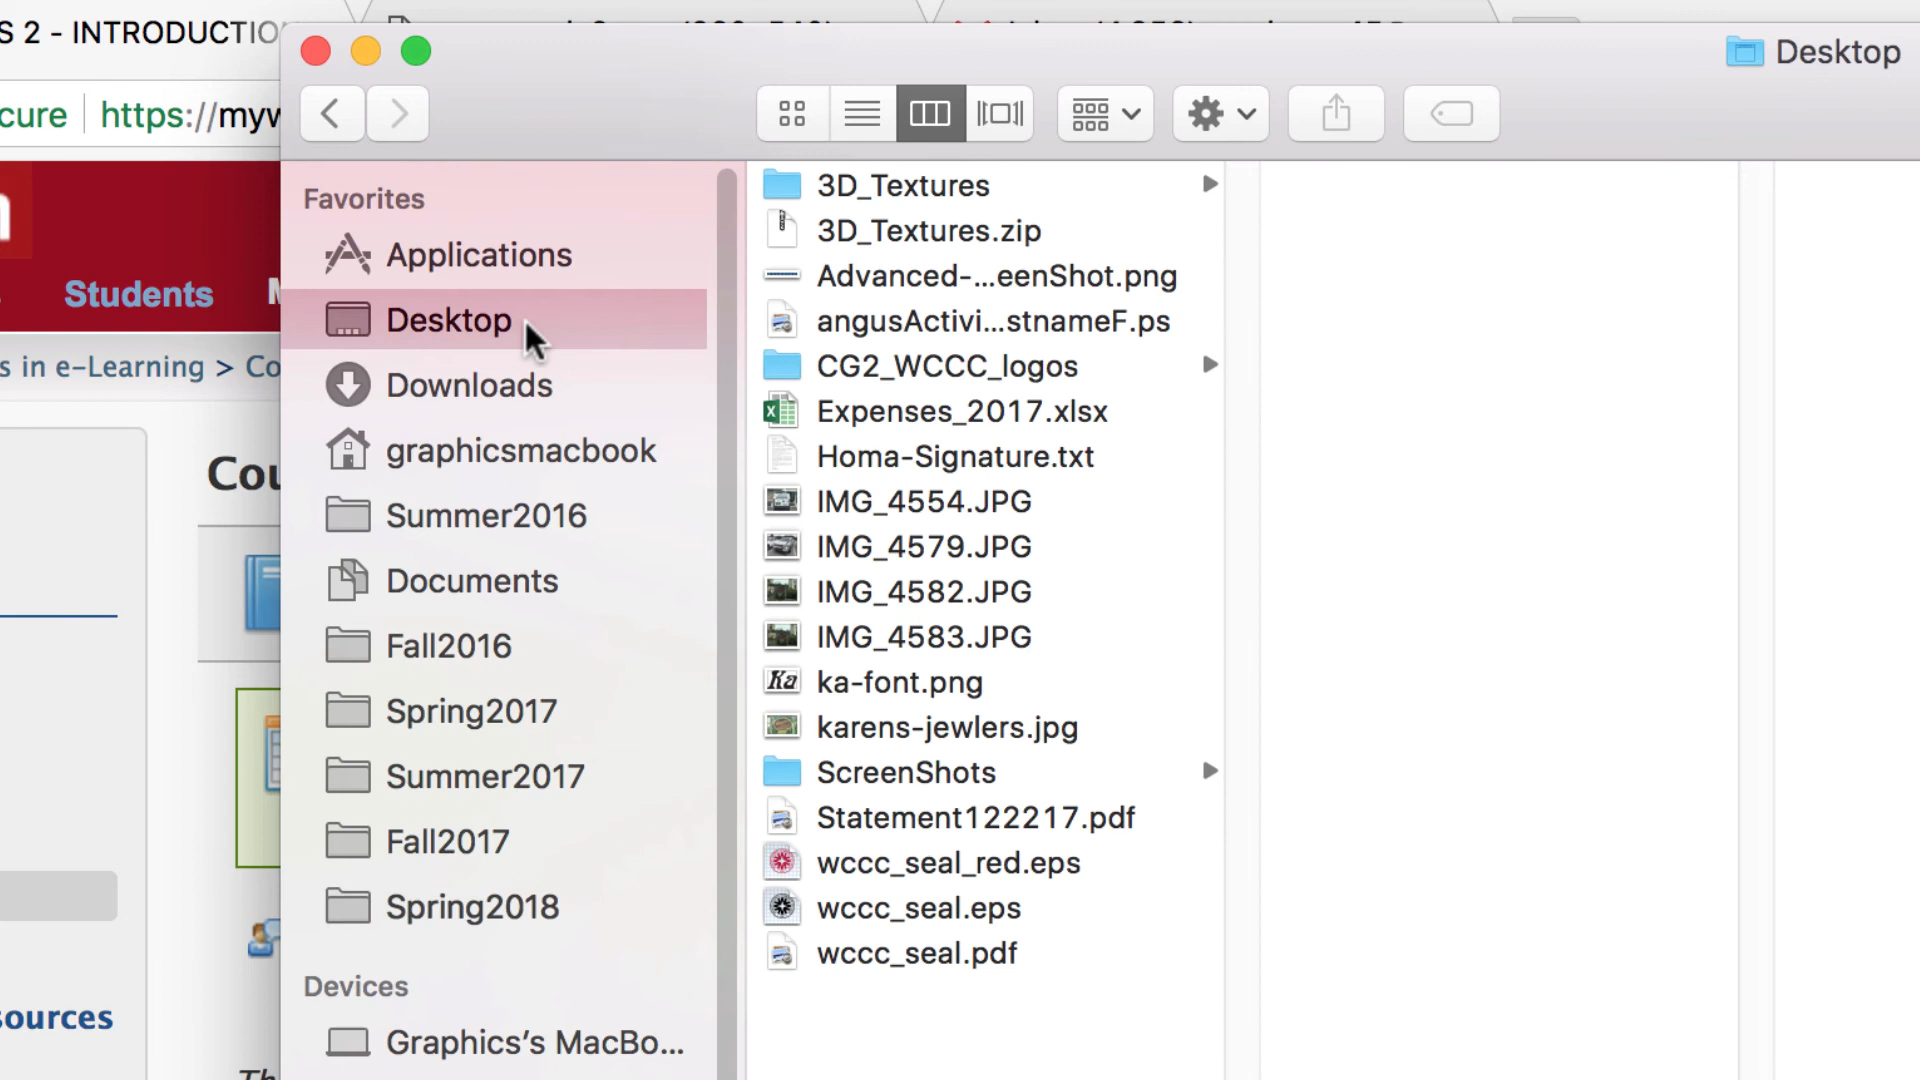 S 2 - INTRODUCTIO
Desktop
cure
https://myw
Students
s in e-Learning > Co
Cou
sources
Th
Favorites
Applications
Desktop
Downloads
graphicsmacbook
Summer2016
Documents
Fall2016
Spring2017
Summer2017
Fall2017
Spring2018
Devices
Graphics's MacBo...
3D_Textures
3D_Textures.zip
Advanced-...eenShot.png
angusActivi...stnameF.ps
CG2_WCCC_logos
Expenses_2017.xlsx
Homa-Signature.txt
IMG_4554.JPG
IMG_4579.JPG
IMG_4582.JPG
IMG_4583.JPG
Ka
ka-font.png
karens-jewlers.jpg
ScreenShots
Statement122217.pdf
wccc_seal_red.eps
wccc_seal.eps
wccc_seal.pdf